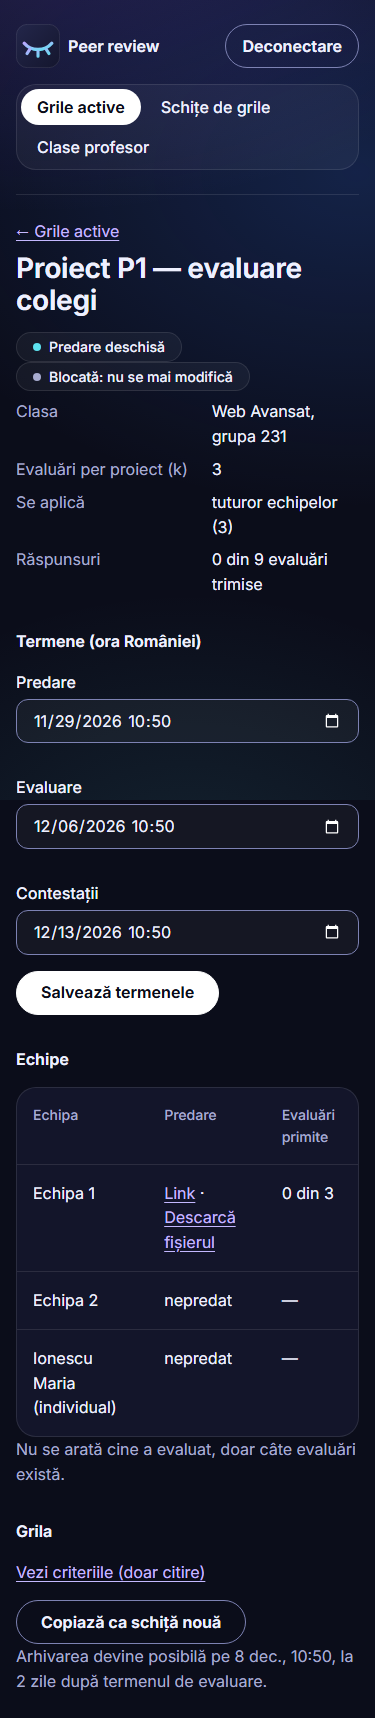 Peer review
Deconectare
Grile active
Schițe de grile
Clase profesor
← Grile active
Proiect P1 — evaluare
colegi
Predare deschisă
Blocată: nu se mai modifică
Clasa
Web Avansat,
grupa 231
Evaluări per proiect (k)
3
Se aplică
tuturor echipelor
(3)
Răspunsuri
0 din 9 evaluări
trimise
Termene (ora României)
Predare
11/29/2026 10:50
Evaluare
12/06/2026 10:50
Contestații
12/13/2026 10:50
Salvează termenele
Echipe
Echipa
Predare
Evaluări
primite
Echipa 1
Link ·
Descarcă
fișierul
0 din 3
Echipa 2
nepredat
—
Ionescu
Maria
(individual)
nepredat
—
Nu se arată cine a evaluat, doar câte evaluări
există.
Grila
Vezi criteriile (doar citire)
Copiază ca schiță nouă
Arhivarea devine posibilă pe 8 dec., 10:50, la
2 zile după termenul de evaluare.